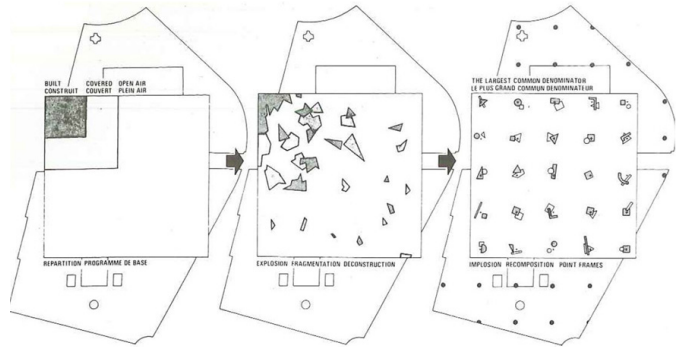 BUILT COVERED OPEN AIR
CONSTRUIT COUVERT PLEIN AIR
REPARTITION PROGRAMME DE BASE
EXPLOSION FRAGMENTATION DECONSTRUCTION
THE LARGEST COMMUN DENOMINATOR
LE PLUS GRAND COMMUN DENOMINATEUR
IMPLOSION RECOMPOSITION POINT FRAMES